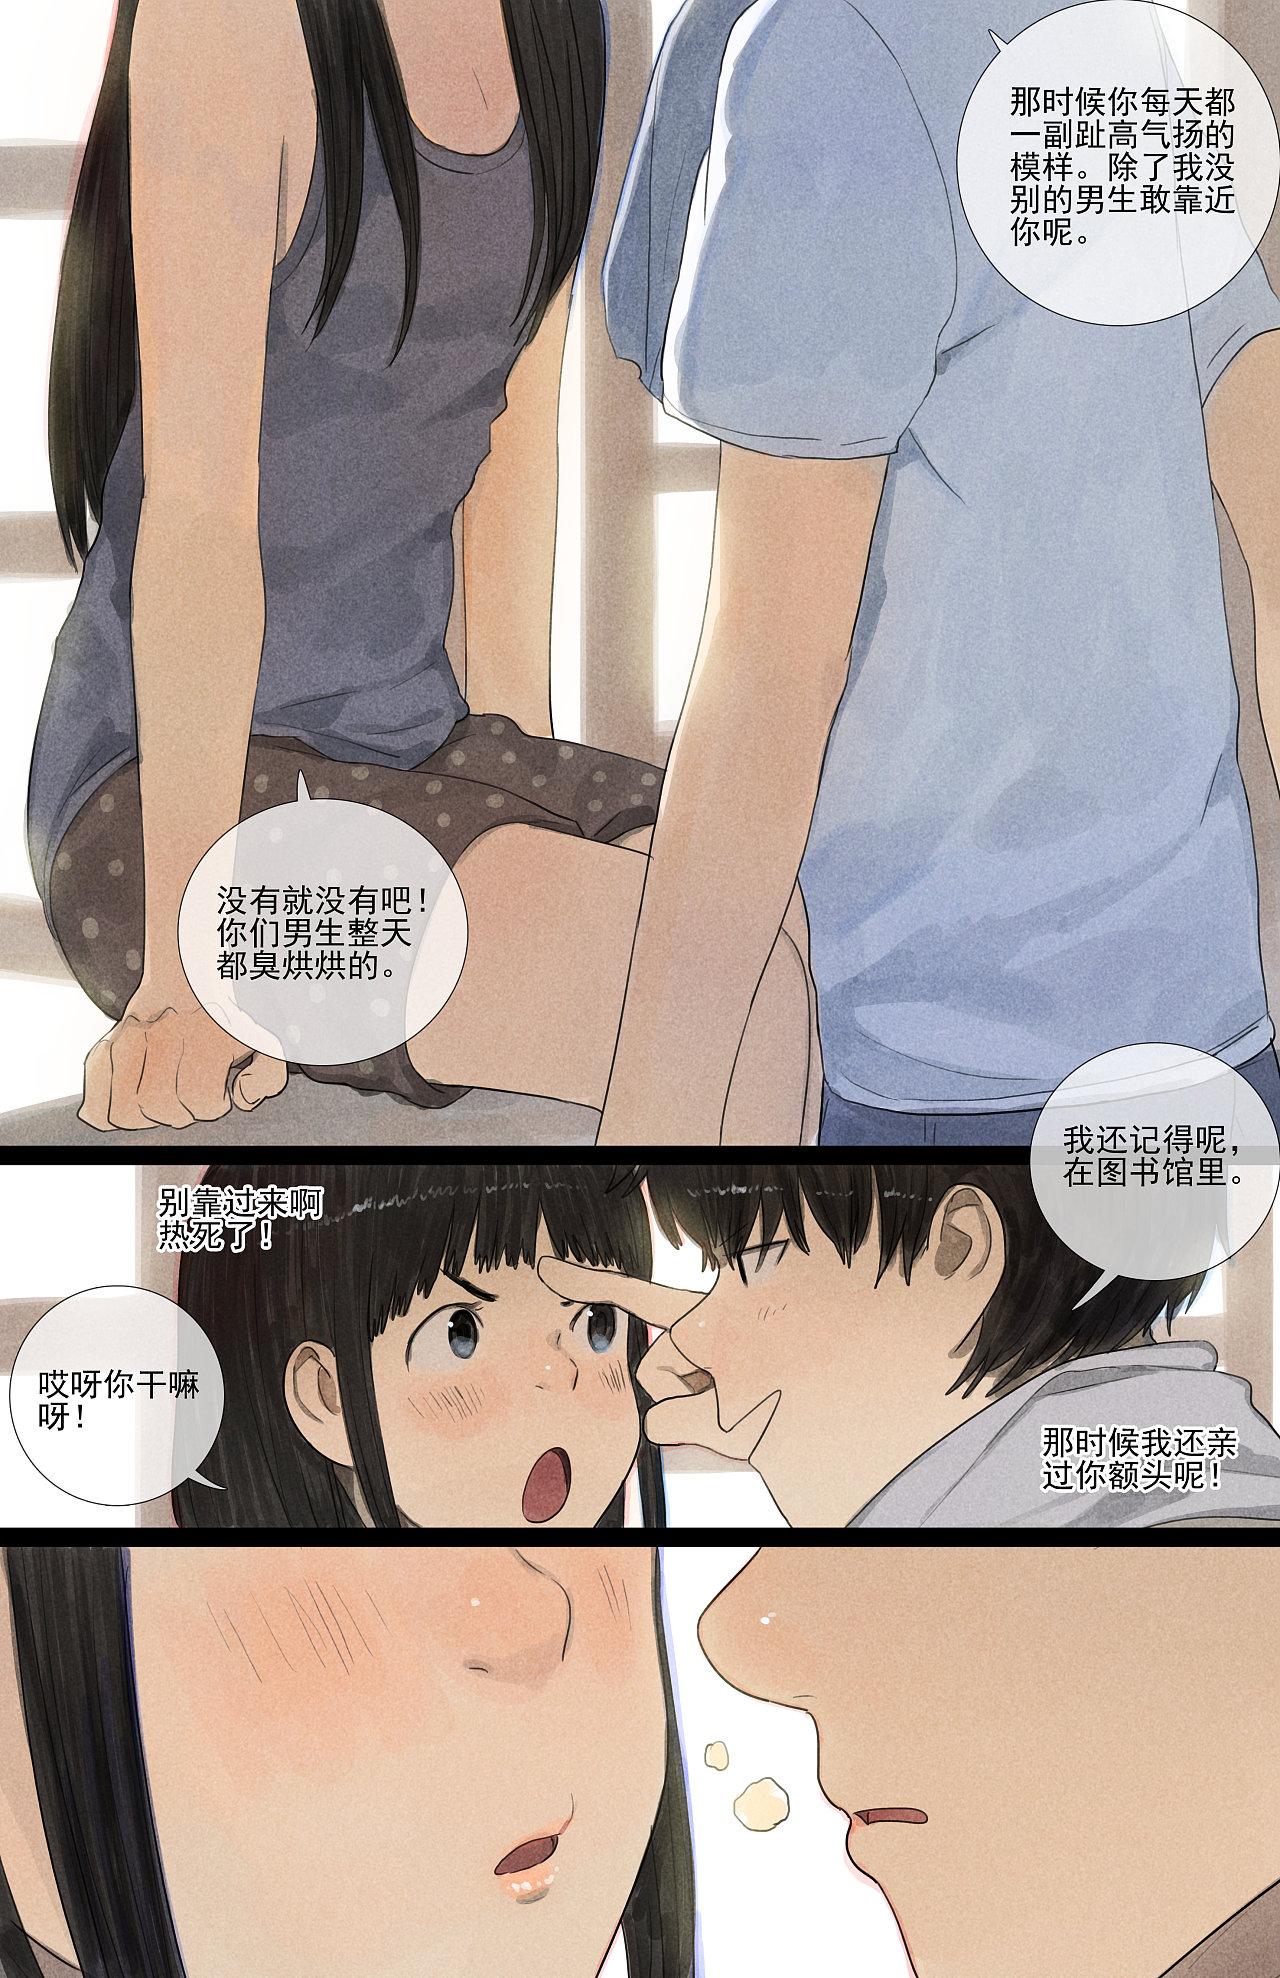 那时候你每天都
一副趾高气扬的
模样。除了我没
别的男生敢靠近
你呢。
没有就没有吧！
你们男生整天
都臭烘烘的。
我还记得呢，
在图书馆里。
别靠过来啊
热死了！
哎呀你干嘛
呀！
那时候我还亲
过你额头呢！